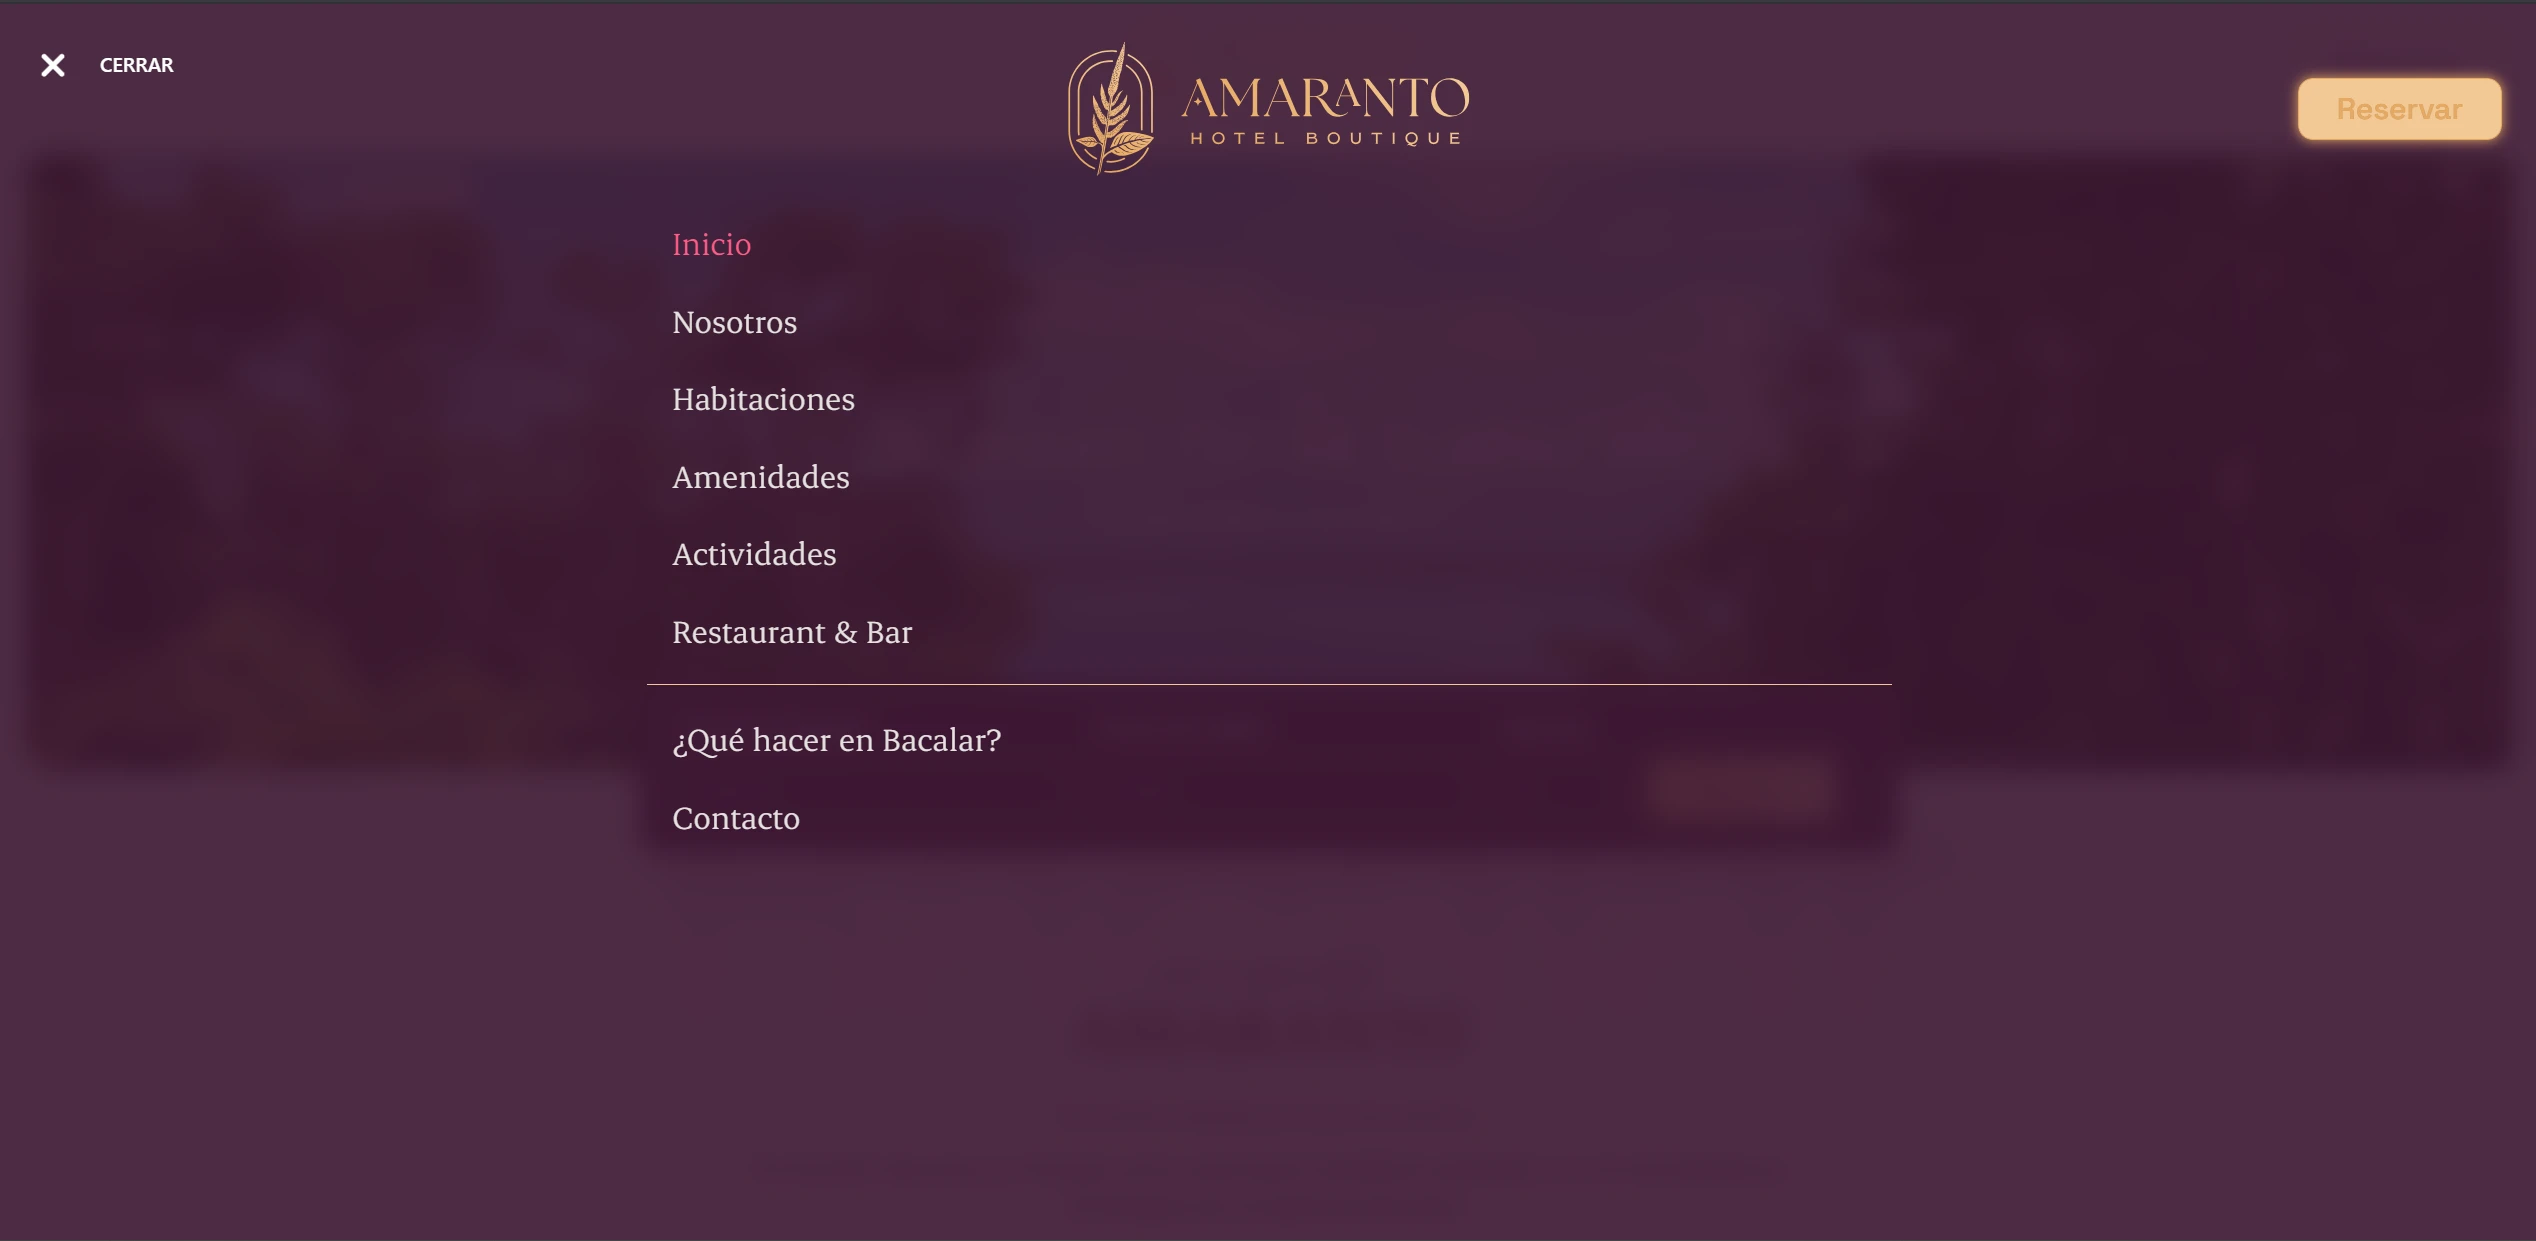 CERRAR
AMARANTO
HOTEL BOUTIQUE
Reservar
Inicio
Nosotros
Habitaciones
Amenidades
Actividades
Restaurant & Bar
¿Qué hacer en Bacalar?
Contacto